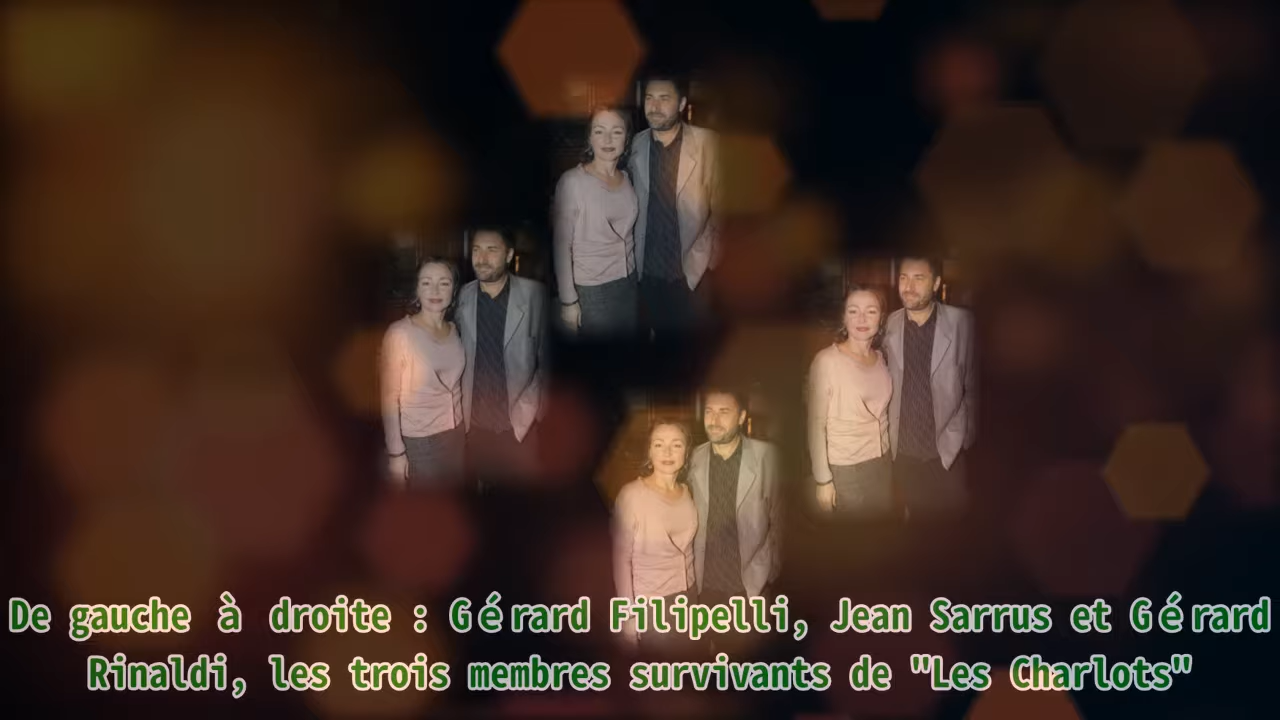 De gauche à droite : Gérard Filipelli, Jean Sarrus et Gérard
Rinaldi, les trois membres survivants de "Les Charlots"